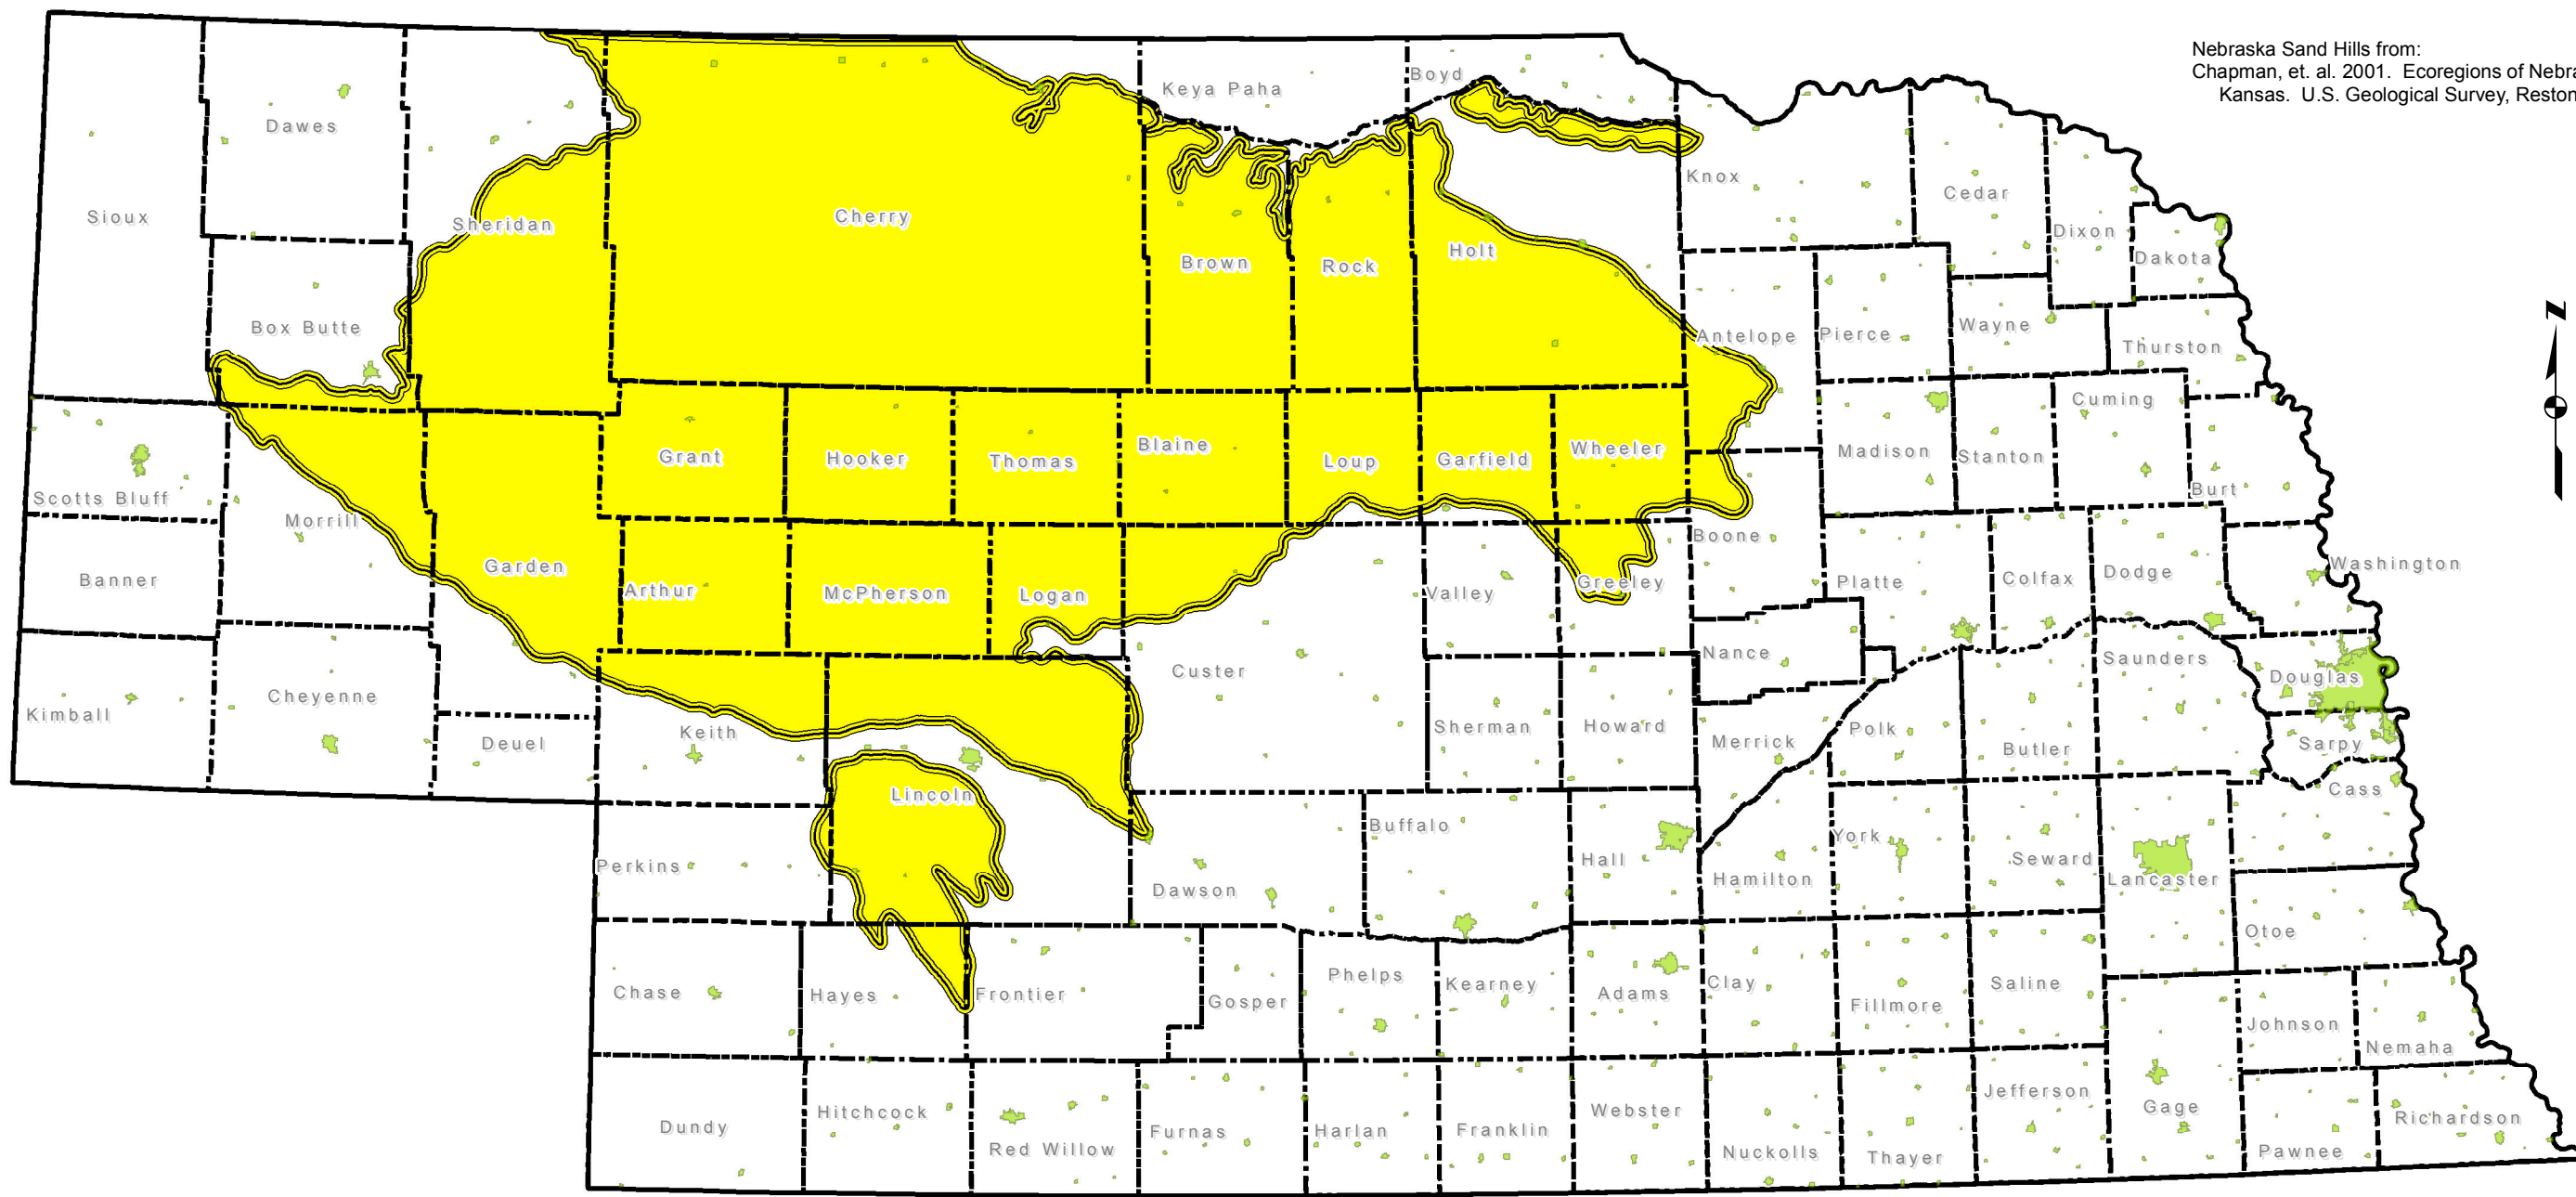 Nebraska Sand Hills from:
Chapman, et. al. 2001. Ecoregions of Nebra
Kansas. U.S. Geological Survey, Reston
Keya Paha
Boyd
Dawes
Knox
Cedar
Sioux
Sheridan
Cherry
Dixon
Brown
Rock
Holt
Dakota
Box Butte
Antelope
Pierce
Wayne
Thurston
N
Cuming
Grant
Hooker
Thomas
Blaine
Loup
Garfield
Wheeler
Madison
Stanton
Scotts Bluff
Burt
Morrill
Boone
Banner
Garden
Arthur
McPherson
Logan
Valley
Greeley
Platte
Colfax
Dodge
Washington
Custer
Nance
Saunders
Kimball
Cheyenne
Douglas
Deuel
Keith
Sherman
Howard
Merrick
Polk
Butler
Sarpy
Lincoln
Cass
Buffalo
Perkins
Dawson
Hall
Hamilton
York
Seward
Lancaster
Otoe
Chase
Hayes
Frontier
Gosper
Phelps
Kearney
Adams
Clay
Fillmore
Saline
Johnson
Nemaha
Dundy
Hitchcock
Red Willow
Furnas
Harlan
Franklin
Webster
Nuckolls
Thayer
Jefferson
Gage
Pawnee
Richardson